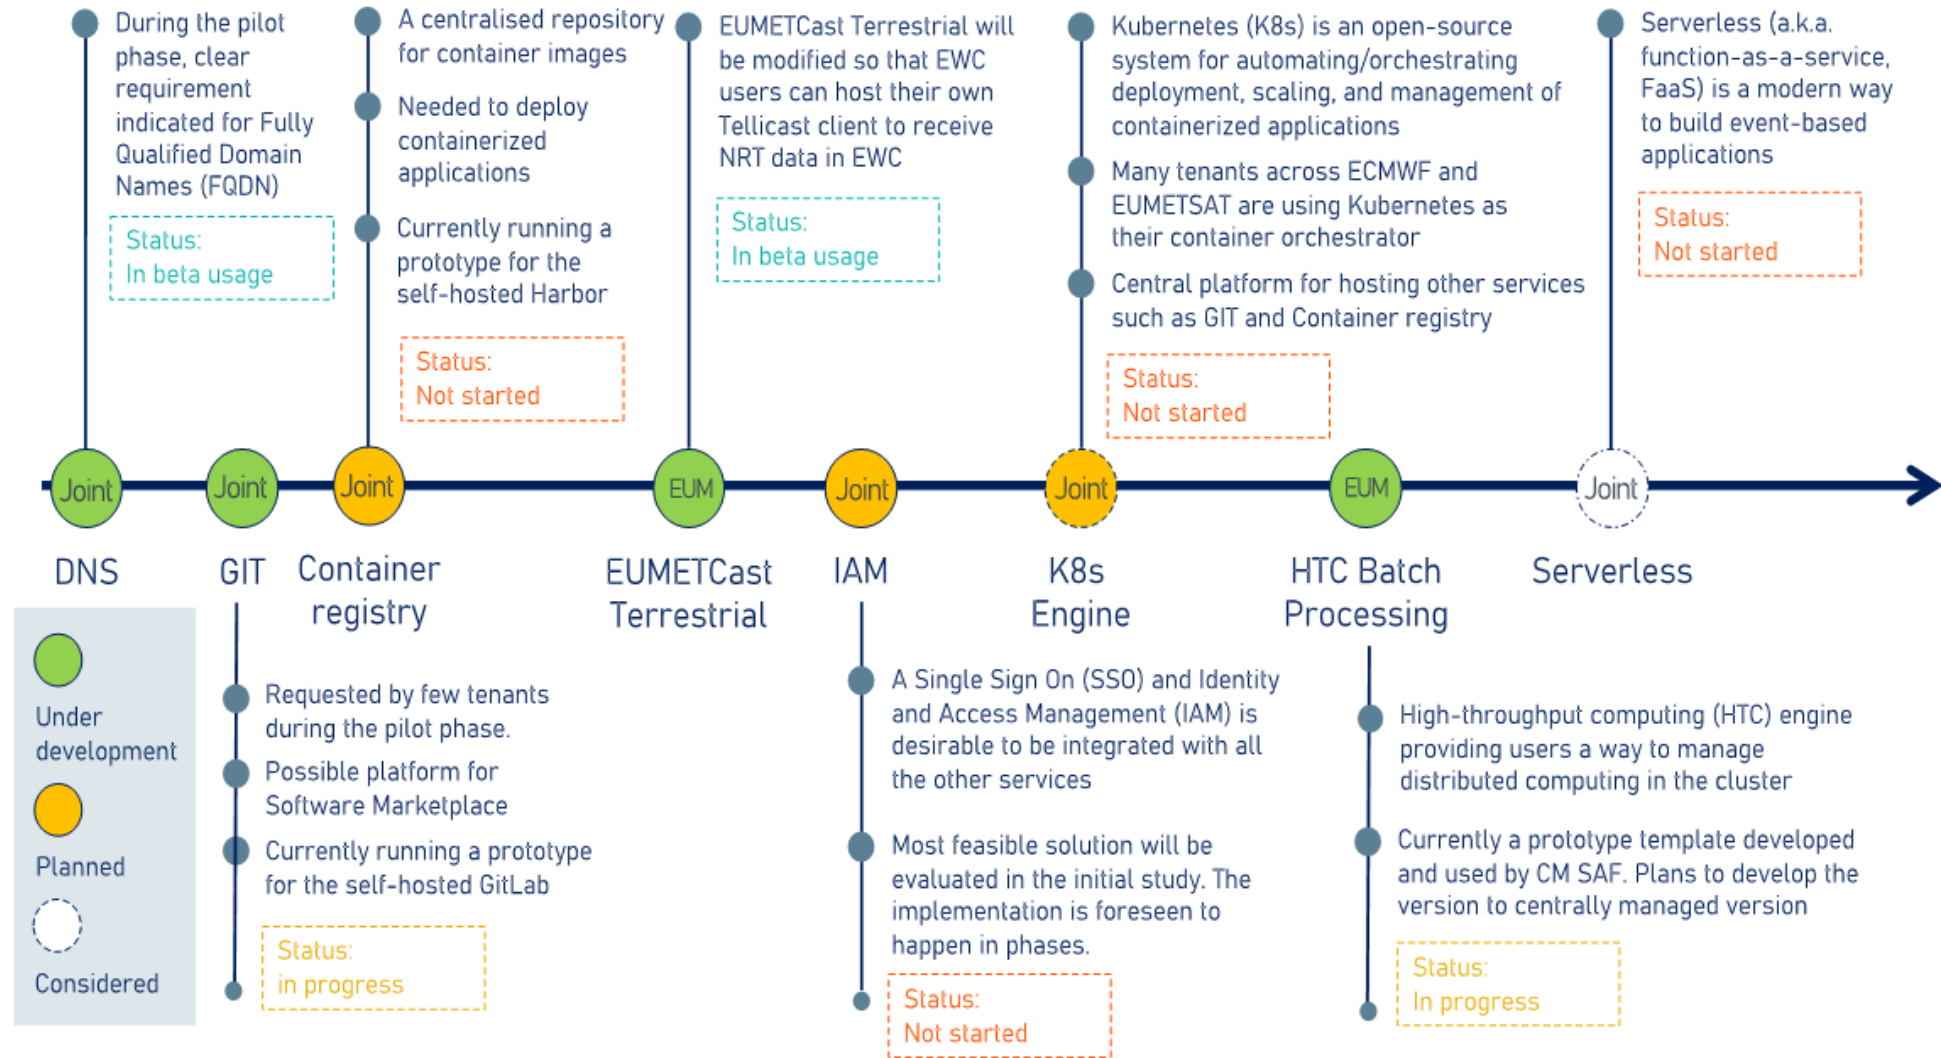 During the pilot
phase, clear
requirement
indicated for Fully
Qualified Domain
Names (FQDN)
Status:
In beta usage
A centralised repository
for container images
Needed to deploy
containerized
applications
Currently running a
prototype for the
self-hosted Harbor
Status:
Not started
EUMETCast Terrestrial will
be modified so that EWC
users can host their own
Tellicast client to receive
NRT data in EWC
Status:
In beta usage
Kubernetes (K8s) is an open-source
system for automating/orchestrating
deployment, scaling, and management of
containerized applications
Many tenants across ECMWF and
EUMETSAT are using Kubernetes as
their container orchestrator
Central platform for hosting other services
such as GIT and Container registry
Status:
Not started
Serverless (a.k.a.
function-as-a-service,
FaaS) is a modern way
to build event-based
applications
Status:
Not started
Joint
Joint
Joint
EUM
Joint
Joint
EUM
Joint
DNS
GIT
Container
registry
EUMETCast
Terrestrial
IAM
K8s
Engine
HTC Batch
Processing
Serverless
Under
development
Planned
Considered
Requested by few tenants
during the pilot phase.
Possible platform for
Software Marketplace
Currently running a prototype
for the self-hosted GitLab
Status:
in progress
A Single Sign On (SSO) and Identity
and Access Management (IAM) is
desirable to be integrated with all
the other services
Most feasible solution will be
evaluated in the initial study. The
implementation is foreseen to
happen in phases.
Status:
Not started
High-throughput computing (HTC) engine
providing users a way to manage
distributed computing in the cluster
Currently a prototype template developed
and used by CM SAF. Plans to develop the
version to centrally managed version
Status:
In progress